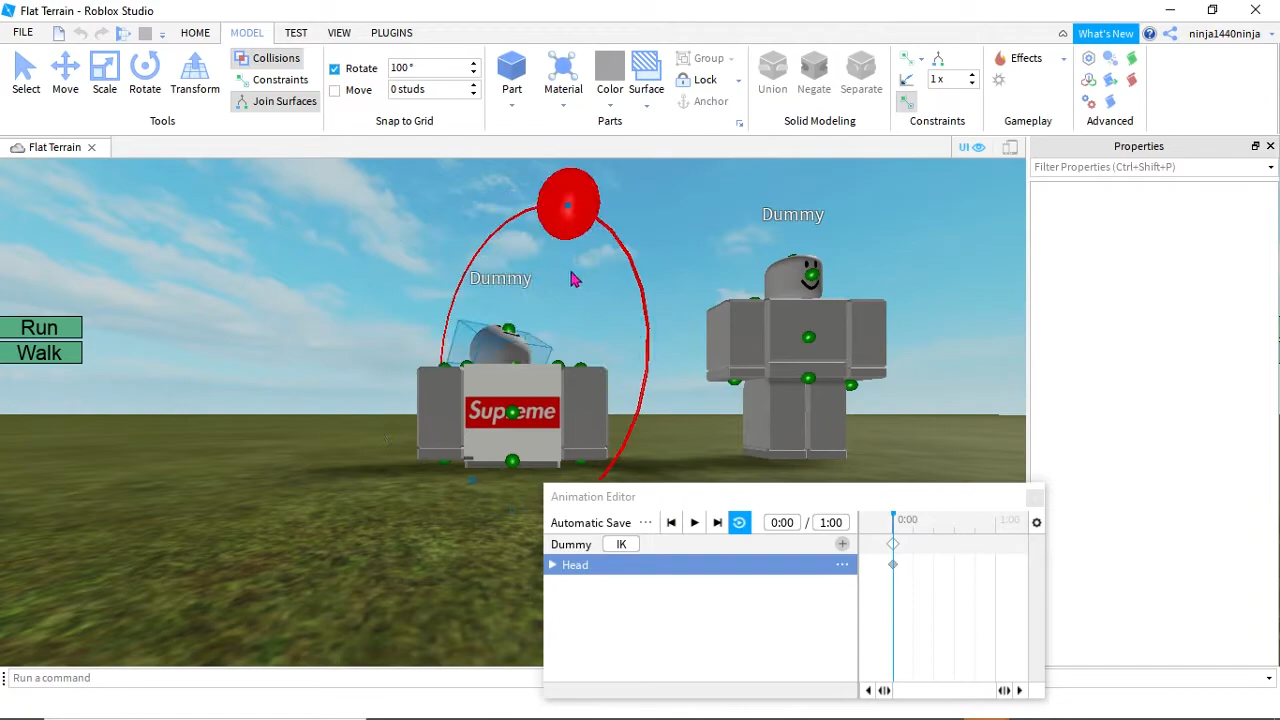 Flat Terrain - Roblox Studio
FILE HOME MODEL TEST VIEW PLUGINS What's New ninja1440ninja
Select Move Scale Rotate Transform
Collisions
Constraints
Join Surfaces
Tools
Rotate 100°
Move 0 studs
Snap to Grid
Part Material Color Surface
Group
Lock
Anchor
Parts
Union Negate Separate
Solid Modeling
1 x
Constraints
Effects
Gameplay
Advanced
Flat Terrain
UI
Properties
Filter Properties (Ctrl+Shift+P)
Dummy
Dummy
Run
Walk
Supreme
Animation Editor
Automatic Save ... 0:00 / 1:00 0:00 1:00
Dummy IK
Head ...
Run a command